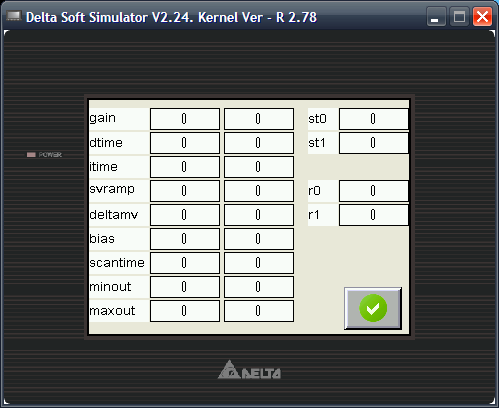 Delta Soft Simulator V2.24. Kernel Ver - R 2.78
POWER
gain 0 0 st0 0
dtime 0 0 st1 0
itime 0 0
svramp 0 0 r0 0
deltamv 0 0 r1 0
bias 0 0
scantime 0 0
minout 0 0
maxout 0 0
DELTA